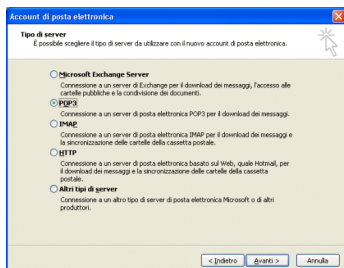 Account di posta elettronica
Tipo di server
È possibile scegliere il tipo di server da utilizzare con il nuovo account di posta elettronica.
Microsoft Exchange Server
Connessione a un server di Exchange per il download dei messaggi, l'accesso alle
cartelle pubbliche e la condivisione dei documenti.
POP3
Connessione a un server di posta elettronica POP3 per il download dei messaggi.
IMAP
Connessione a un server di posta elettronica IMAP per il download dei messaggi e
la sincronizzazione delle cartelle della cassetta postale.
HTTP
Connessione a un server di posta elettronica basato sul Web, quale Hotmail, per
il download dei messaggi e la sincronizzazione delle cartelle della cassetta
postale.
Altri tipi di server
Connessione a un altro tipo di server di posta elettronica Microsoft o di altri
produttori.
< Indietro Avanti > Annulla